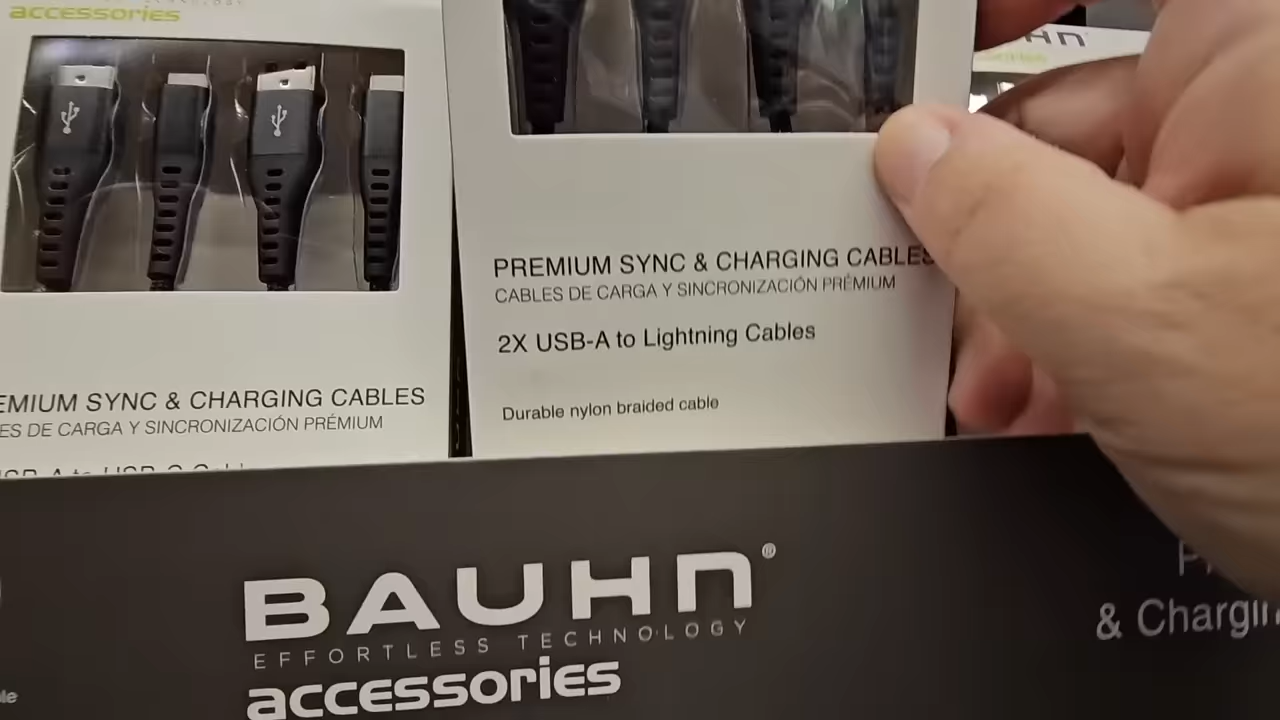 accessories
PREMIUM SYNC & CHARGING CABLES
CABLES DE CARGA Y SINCRONIZACIÓN PRÉMIUM
2X USB-A to Lightning Cables
Durable nylon braided cable
EMIUM SYNC & CHARGING CABLES
ES DE CARGA Y SINCRONIZACIÓN PRÉMIUM
BAUHN®
EFFORTLESS TECHNOLOGY
accessories
& Chargin